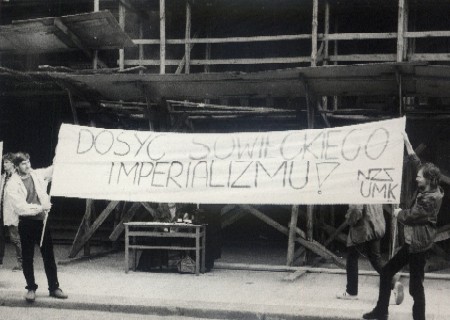 DOSYĆ SOWIECKIEGO
IMPERIALIZMU!
NZS
UMK